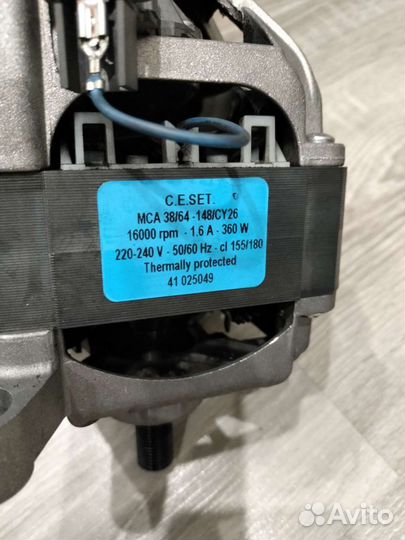 C.E.SET.
MCA 38/64 -148/CY26
16000 rpm - 1.6 A - 360 W
220-240 V - 50/60 Hz - cl 155/180
Thermally protected
41 025049
Avito